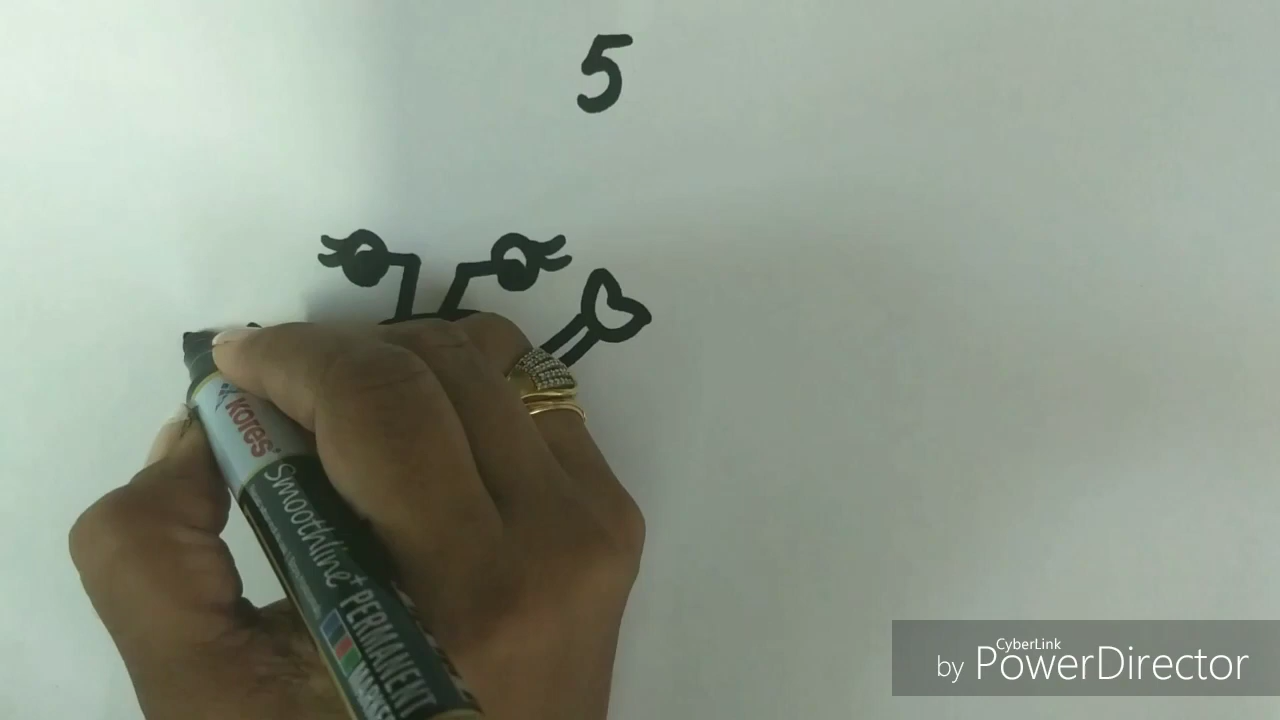 5
KORES
Smoothline+
PERMANENT
CyberLink
by PowerDirector